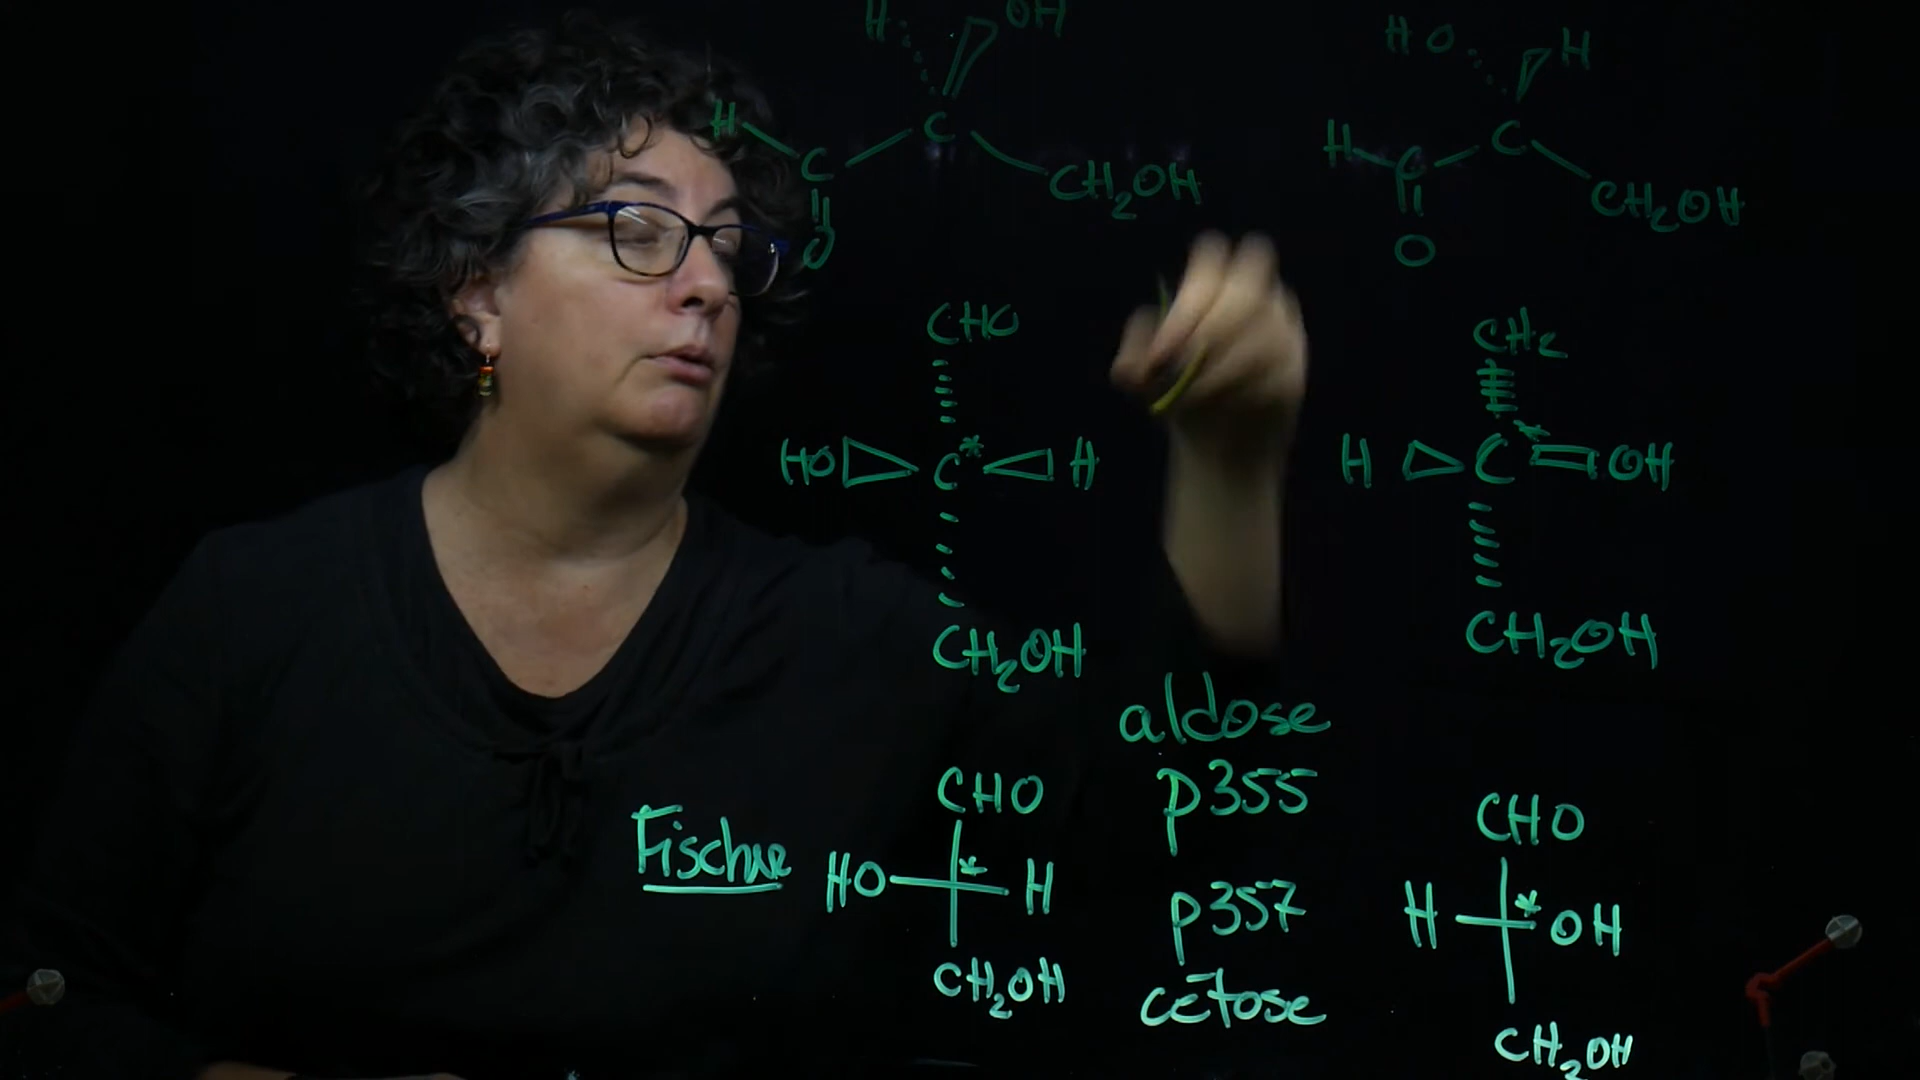 H OH
HO H
H C C CH2OH
O
H C C CH2OH
O
CHO
HO C* H
CH2OH
CH2
H C* OH
CH2OH
aldose
p355
p357
cētose
Fischer
CHO
HO * H
CH2OH
CHO
H * OH
CH2OH